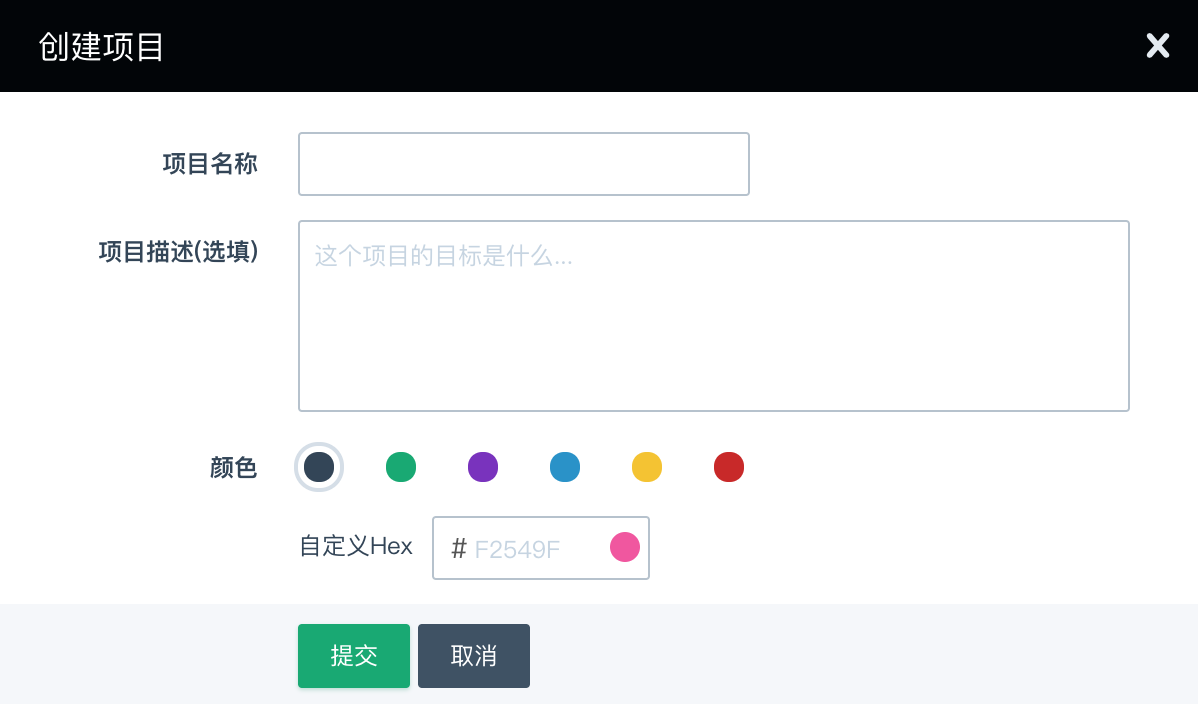 创建项目
项目名称
项目描述(选填)
这个项目的目标是什么...
颜色
自定义Hex # F2549F
提交 取消